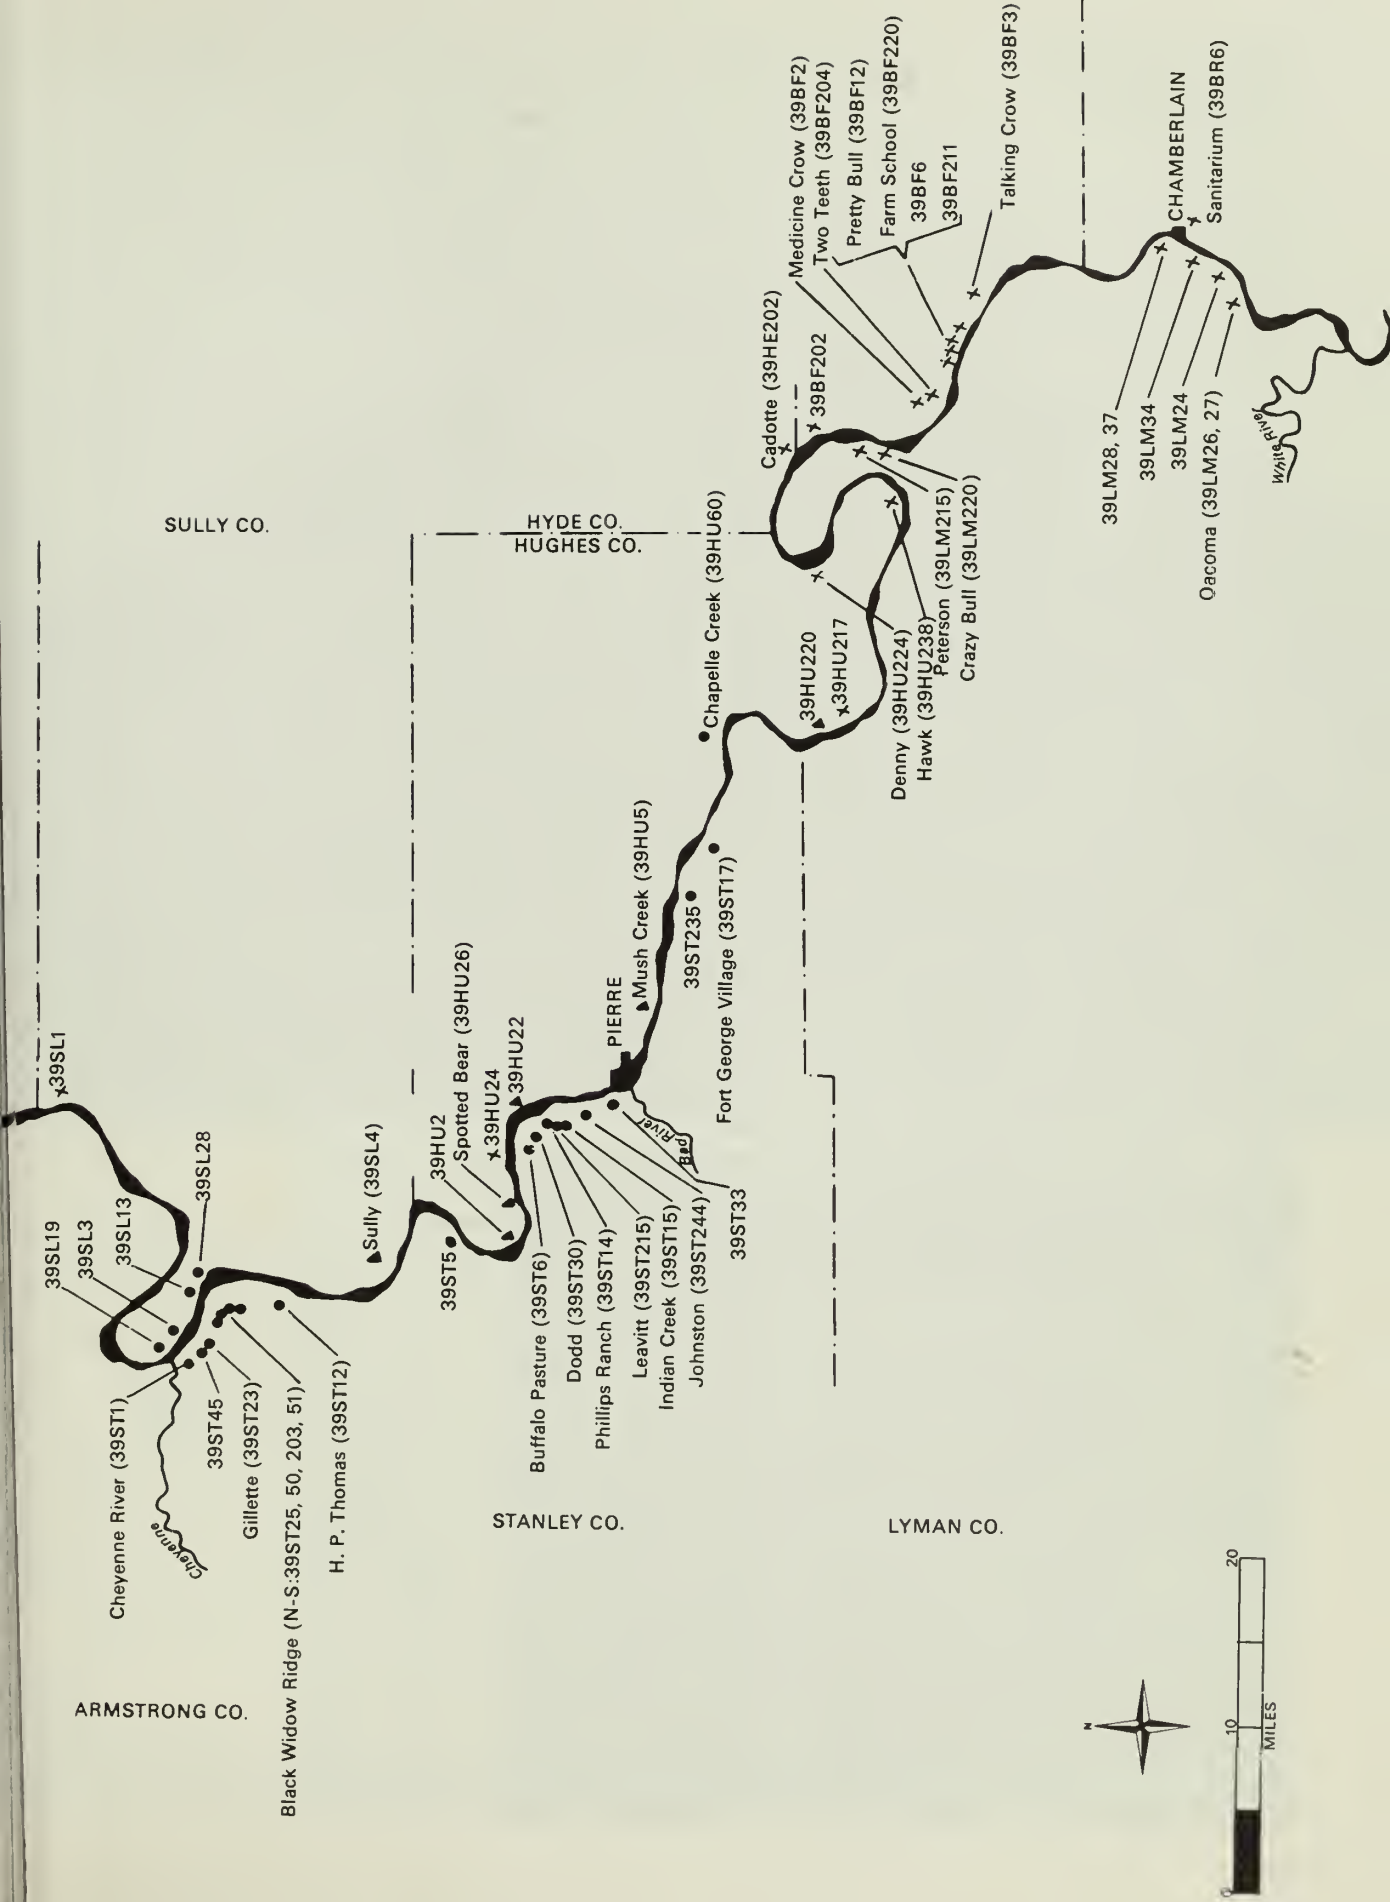 39SL1
SULLY CO.
39SL19
39SL3
39SL13
39SL28
Cheyenne River (39ST1)
Cheyenne
39ST45
Gillette (39ST23)
Black Widow Ridge (N-S:39ST25, 50, 203, 51)
H. P. Thomas (39ST12)
ARMSTRONG CO.
Sully (39SL4)
39ST5
39HU2
Spotted Bear (39HU26)
39HU24
39HU22
HYDE CO.
HUGHES CO.
Buffalo Pasture (39ST6)
Dodd (39ST30)
Phillips Ranch (39ST14)
Leavitt (39ST215)
Indian Creek (39ST15)
Johnston (39ST244)
39ST33
Bad River
PIERRE
Mush Creek (39HU5)
39ST235
Fort George Village (39ST17)
STANLEY CO.
Chapelle Creek (39HU60)
39HU220
39HU217
Cadotte (39HE202)
39BF202
Medicine Crow (39BF2)
Two Teeth (39BF204)
Pretty Bull (39BF12)
Farm School (39BF220)
39BF6
39BF211
Talking Crow (39BF3)
Denny (39HU224)
Hawk (39HU238)
Peterson (39LM215)
Crazy Bull (39LM220)
LYMAN CO.
CHAMBERLAIN
Sanitarium (39BR6)
39LM28, 37
39LM34
39LM24
Oacoma (39LM26, 27)
White River
N
0
10
20
MILES